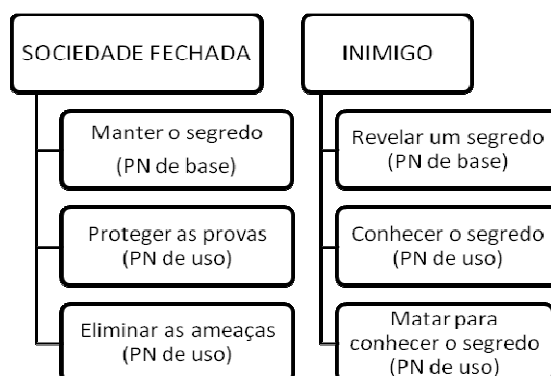 SOCIEDADE FECHADA
Manter o segredo
(PN de base)
Proteger as provas
(PN de uso)
Eliminar as ameaças
(PN de uso)
INIMIGO
Revelar um segredo
(PN de base)
Conhecer o segredo
(PN de uso)
Matar para
conhecer o segredo
(PN de uso)